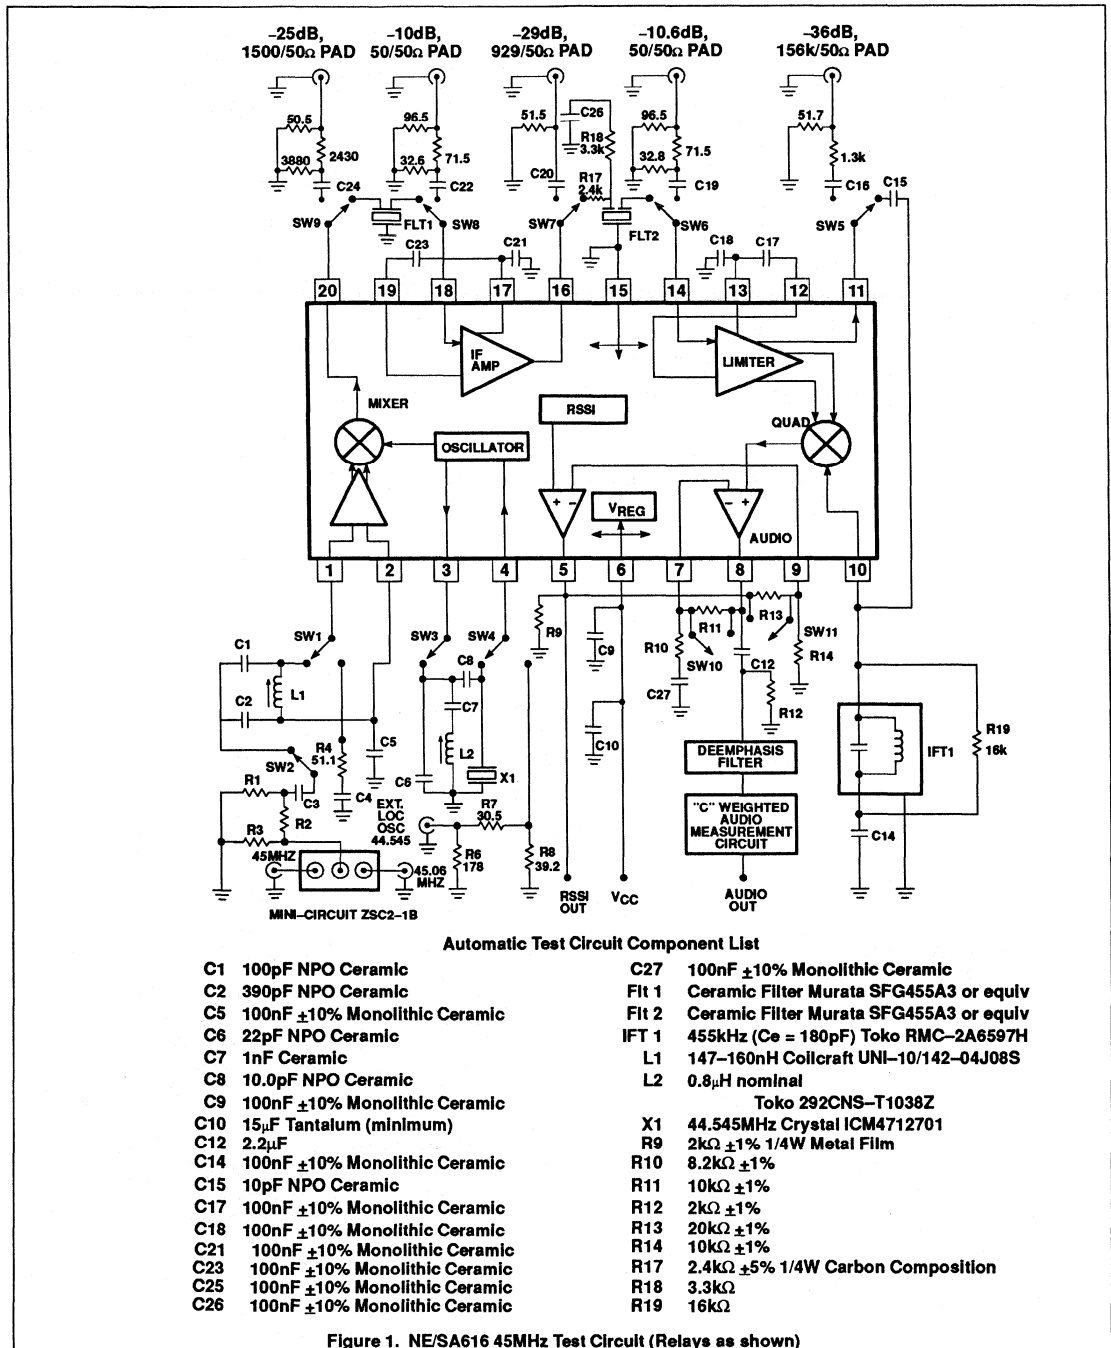 –25dB, –10dB, –29dB, –10.6dB, –36dB,
1500/50Ω PAD 50/50Ω PAD 929/50Ω PAD 50/50Ω PAD 156k/50Ω PAD
50.5
3880
2430
C24
96.5
32.6
71.5
C22
51.5
C20
C26
R18
3.3k
R17
2.4k
96.5
32.8
71.5
C19
51.7
1.3k
C16
C15
SW9
FLT1
SW8
SW7
FLT2
SW6
SW5
C23
C21
C18
C17
20 19 18 17 16 15 14 13 12 11
IF
AMP
LIMITER
MIXER
RSSI
QUAD
OSCILLATOR
+ –
VREG
– +
AUDIO
1 2 3 4 5 6 7 8 9 10
SW1
SW3
SW4
R9
C9
R10
R11
R13
SW11
SW10
R14
C1
L1
C2
C8
C7
L2
C6
X1
C27
C12
R12
C10
R4
51.1
C5
SW2
R1
C3
C4
R2
R3
EXT.
LOC
OSC
44.545
R7
30.5
R6
178
R8
39.2
45MHZ
45.06
MHZ
MINI–CIRCUIT ZSC2–1B
RSSI
OUT
VCC
DEEMPHASIS
FILTER
"C" WEIGHTED
AUDIO
MEASUREMENT
CIRCUIT
AUDIO
OUT
IFT1
R19
16k
C14
Automatic Test Circuit Component List
C1 100pF NPO Ceramic
C2 390pF NPO Ceramic
C5 100nF ±10% Monolithic Ceramic
C6 22pF NPO Ceramic
C7 1nF Ceramic
C8 10.0pF NPO Ceramic
C9 100nF ±10% Monolithic Ceramic
C10 15µF Tantalum (minimum)
C12 2.2µF
C14 100nF ±10% Monolithic Ceramic
C15 10pF NPO Ceramic
C17 100nF ±10% Monolithic Ceramic
C18 100nF ±10% Monolithic Ceramic
C21 100nF ±10% Monolithic Ceramic
C23 100nF ±10% Monolithic Ceramic
C25 100nF ±10% Monolithic Ceramic
C26 100nF ±10% Monolithic Ceramic
C27 100nF ±10% Monolithic Ceramic
Flt 1 Ceramic Filter Murata SFG455A3 or equiv
Flt 2 Ceramic Filter Murata SFG455A3 or equiv
IFT 1 455kHz (Ce = 180pF) Toko RMC–2A6597H
L1 147–160nH Coilcraft UNI–10/142–04J08S
L2 0.8µH nominal
Toko 292CNS–T1038Z
X1 44.545MHz Crystal ICM4712701
R9 2kΩ ±1% 1/4W Metal Film
R10 8.2kΩ ±1%
R11 10kΩ ±1%
R12 2kΩ ±1%
R13 20kΩ ±1%
R14 10kΩ ±1%
R17 2.4kΩ ±5% 1/4W Carbon Composition
R18 3.3kΩ
R19 16kΩ
Figure 1. NE/SA616 45MHz Test Circuit (Relays as shown)